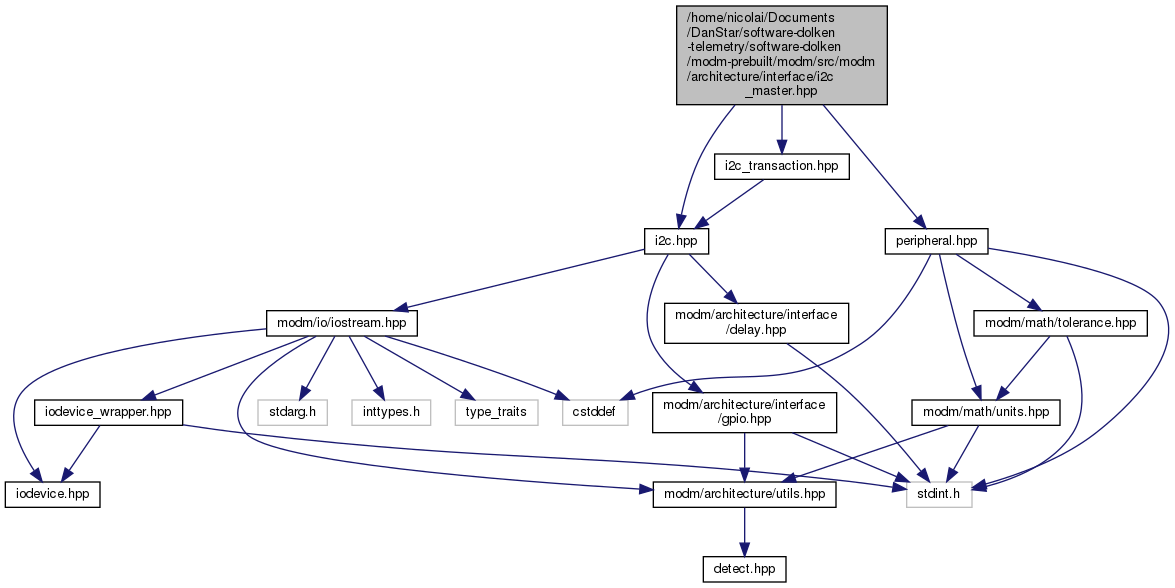 /home/nicolai/Documents
/DanStar/software-dolken
-telemetry/software-dolken
/modm-prebuilt/modm/src/modm
/architecture/interface/i2c
_master.hpp
i2c_transaction.hpp
i2c.hpp
peripheral.hpp
modm/io/iostream.hpp
modm/architecture/interface
/delay.hpp
modm/math/tolerance.hpp
iodevice_wrapper.hpp
stdarg.h
inttypes.h
type_traits
cstddef
modm/architecture/interface
/gpio.hpp
modm/math/units.hpp
iodevice.hpp
modm/architecture/utils.hpp
stdint.h
detect.hpp